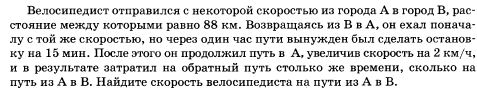 Велосипедист отправился с некоторой скоростью из города А в город В, рас-
стояние между которыми равно 88 км. Возвращаясь из В в А, он ехал понача-
лу с той же скоростью, но через один час пути вынужден был сделать останов-
ку на 15 мин. После этого он продолжил путь в А, увеличив скорость на 2 км/ч,
и в результате затратил на обратный путь столько же времени, сколько на
путь из А в В. Найдите скорость велосипедиста на пути из А в В.